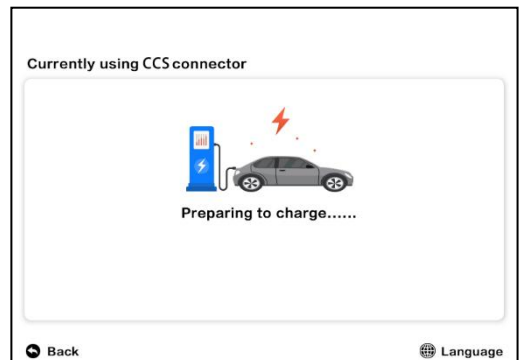 Currently using CCS connector
Preparing to charge......
Back
Language